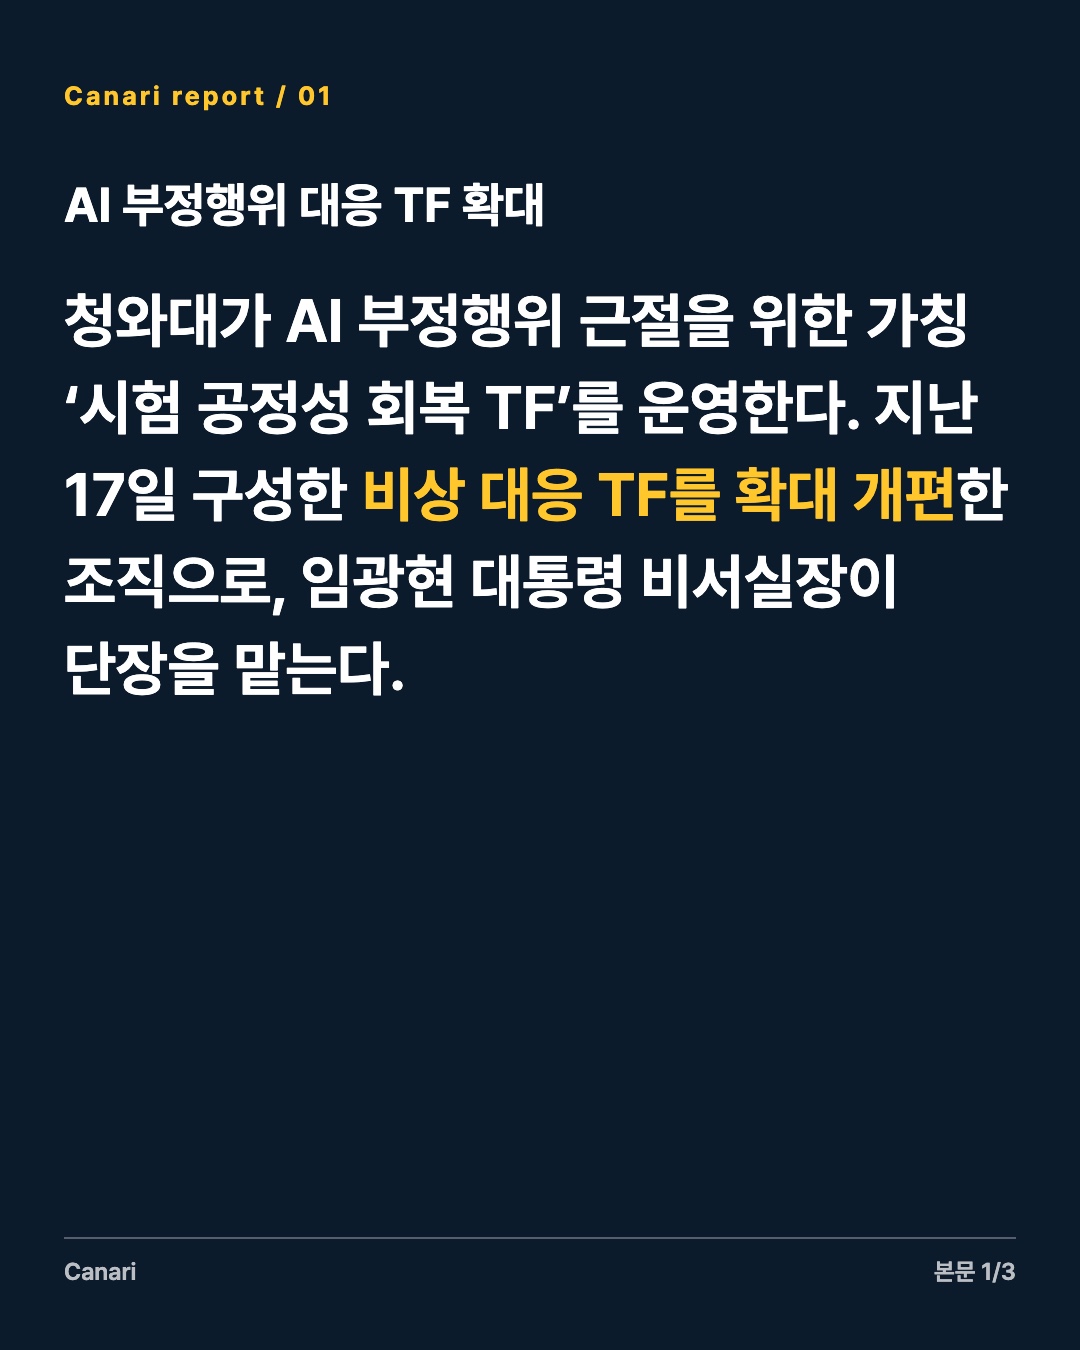 Canari report / 01
AI 부정행위 대응 TF 확대
청와대가 AI 부정행위 근절을 위한 가칭
‘시험 공정성 회복 TF’를 운영한다. 지난
17일 구성한 비상 대응 TF를 확대 개편한
조직으로, 임광현 대통령 비서실장이
단장을 맡는다.
Canari
본문 1/3